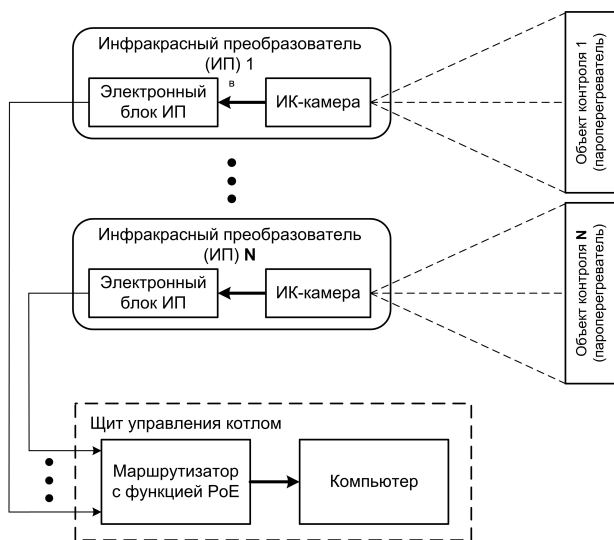 Инфракрасный преобразователь
(ИП) 1
в
Электронный
блок ИП
ИК-камера
Объект контроля 1
(пароперегреватель)
Инфракрасный преобразователь
(ИП) N
Электронный
блок ИП
ИК-камера
Объект контроля N
(пароперегреватель)
Щит управления котлом
Маршрутизатор
с функцией PoE
Компьютер